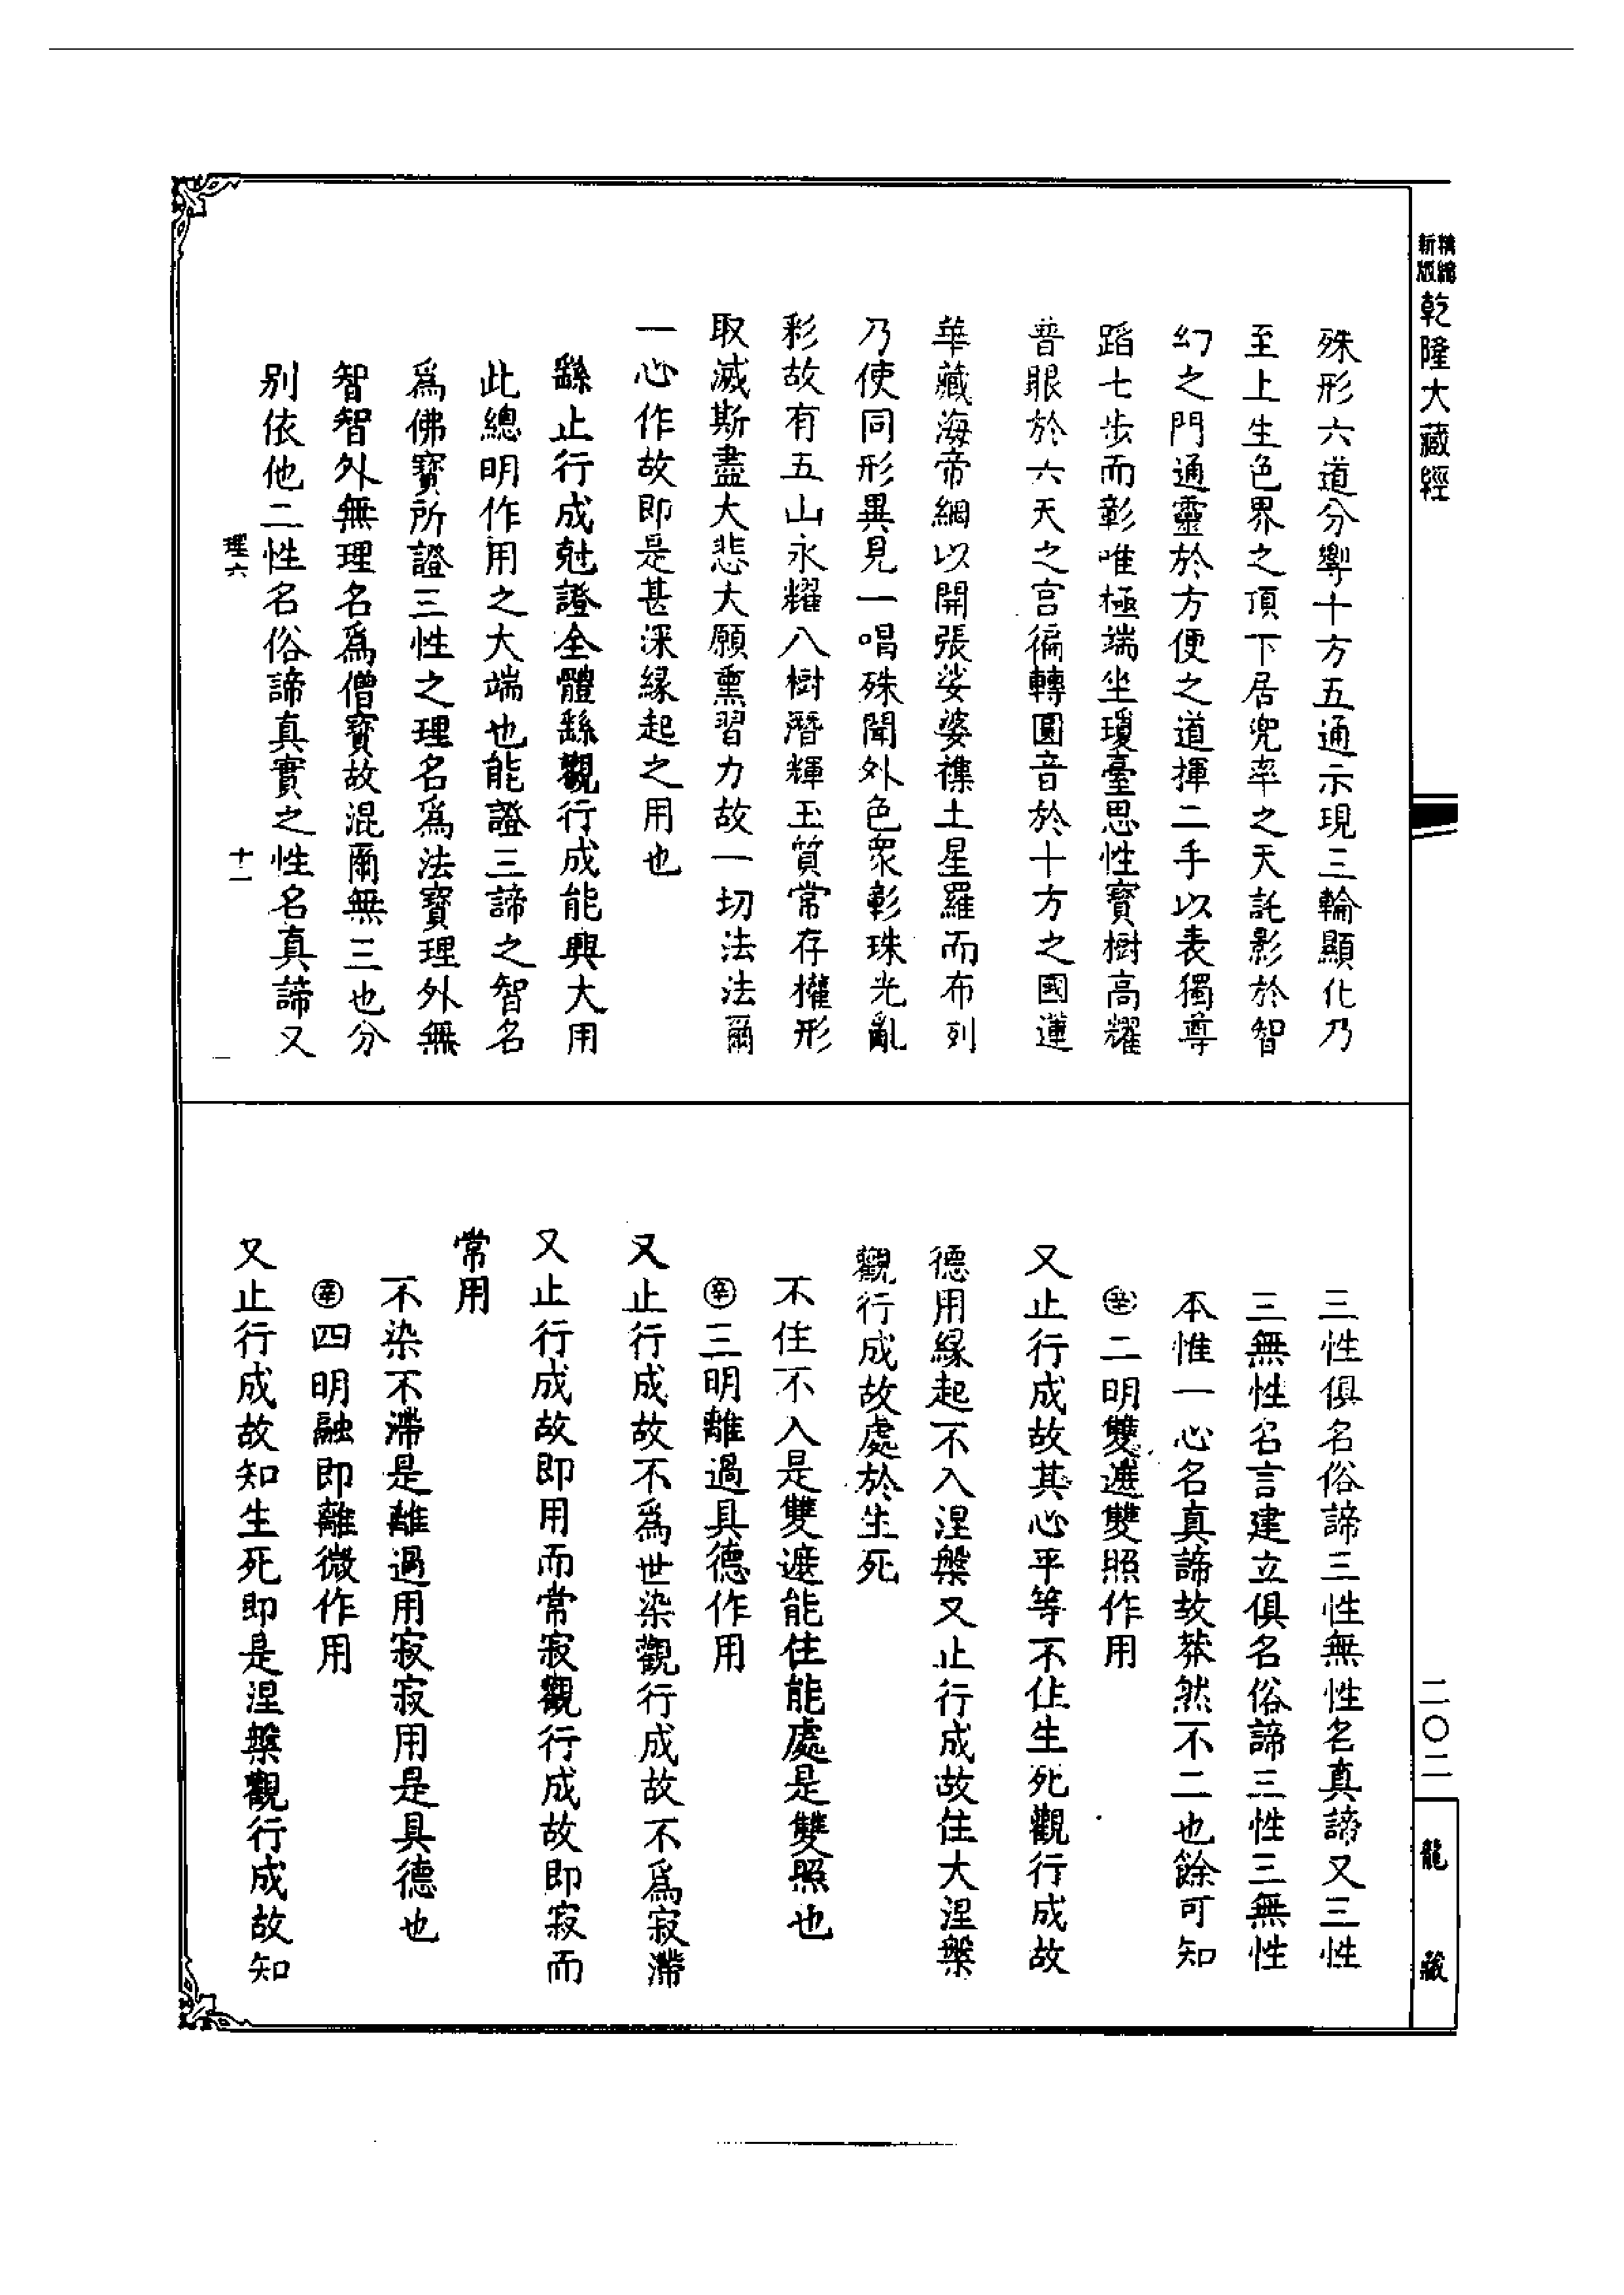 精編
新版
乾隆大藏經
殊形六道分響十方五通示現三輪顯化乃
至上生色界之頂下居兜率之天託影於智
幻之門通靈於方便之道揮二手以表獨尊
蹈七步而彰唯極端坐瓊臺思性寶樹高耀
普眼於六天之宮徧轉圓音於十方之國蓮
華藏海帝網以開張娑婆襍土星羅而布列
乃使同形異見一唱殊聞外色衆彰珠光亂
彩故有五山永耀八樹潛輝玉質常存權形
取滅斯盡大悲大願熏習力故一切法法爾
一心作故即是甚深緣起之用也
繇止行成尅證全體繇觀行成能興大用
此總明作用之大端也能證三諦之智名
爲佛寶所證三性之理名爲法寶理外無
智智外無理名爲僧寶故混爾無三也分
別依他二性名俗諦真實之性名真諦又
理六
十一
三性俱名俗諦三性無性名真諦又三性
三無性名言建立俱名俗諦三性三無性
本惟一心名真諦故莽然不二也餘可知
㊛二明雙遮雙照作用
又止行成故其心平等不住生死觀行成故
德用緣起不入涅槃又止行成故住大涅槃
觀行成故處於生死
不住不入是雙遮能住能處是雙照也
辛三明離過具德作用
又止行成故不爲世染觀行成故不爲寂滯
又止行成故即用而常寂觀行成故即寂而
常用
不染不滯是離過用寂寂用是具德也
辛四明融即離微作用
又止行成故知生死即是涅槃觀行成故知
二〇二
龍藏